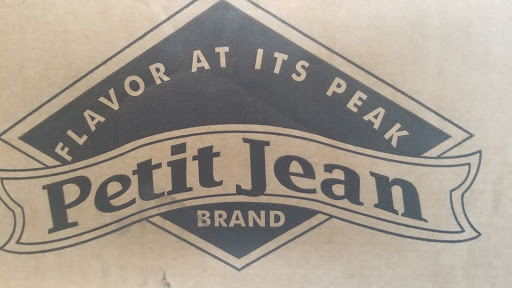 FLAVOR AT ITS PEAK
Petit Jean
BRAND